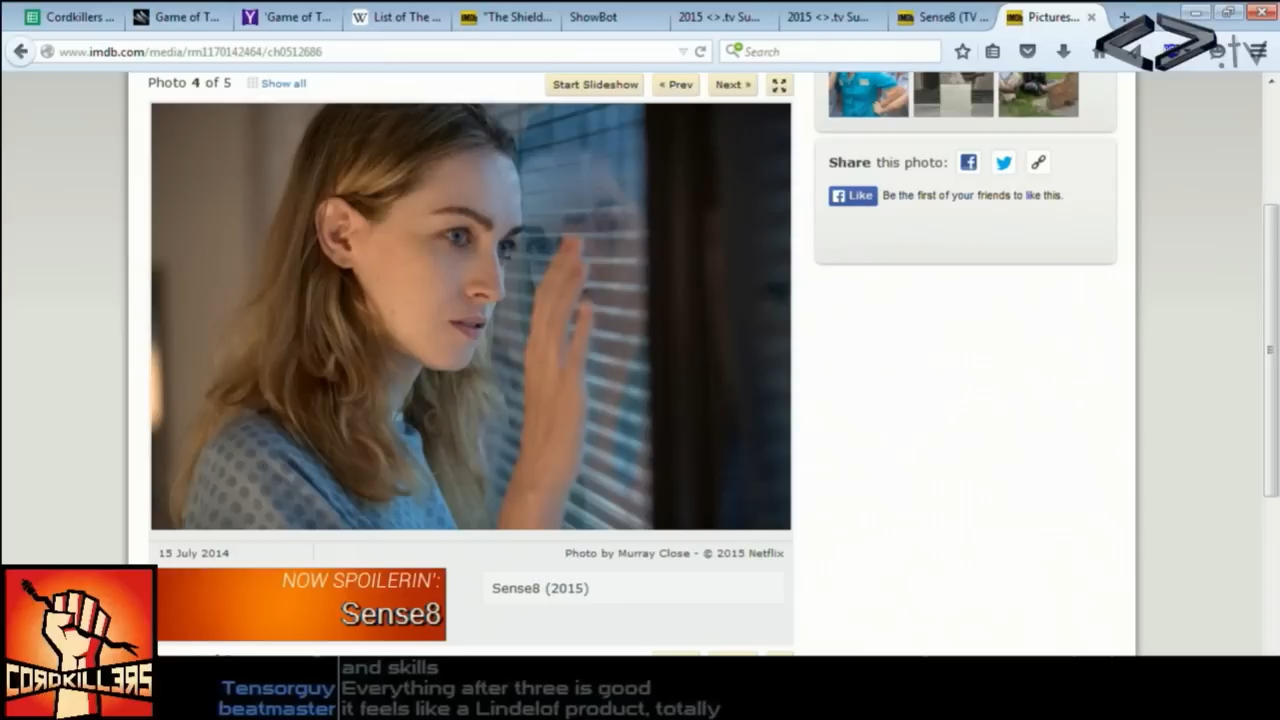 Cordkillers ...
Game of T...
'Game of T...
List of The ...
"The Shield...
ShowBot
2015 <>.tv Su...
2015 <>.tv Su...
Sense8 (TV ...
Pictures...
www.imdb.com/media/rm1170142464/ch0512686
Search
.tv
Photo 4 of 5
Show all
Start Slideshow
« Prev
Next »
Share this photo:
Like
Be the first of your friends to like this.
15 July 2014
Photo by Murray Close - © 2015 Netflix
NOW SPOILERIN':
Sense8
Sense8 (2015)
CORDKILL3RS
and skills
Tensorguy Everything after three is good
beatmaster it feels like a Lindelof product, totally